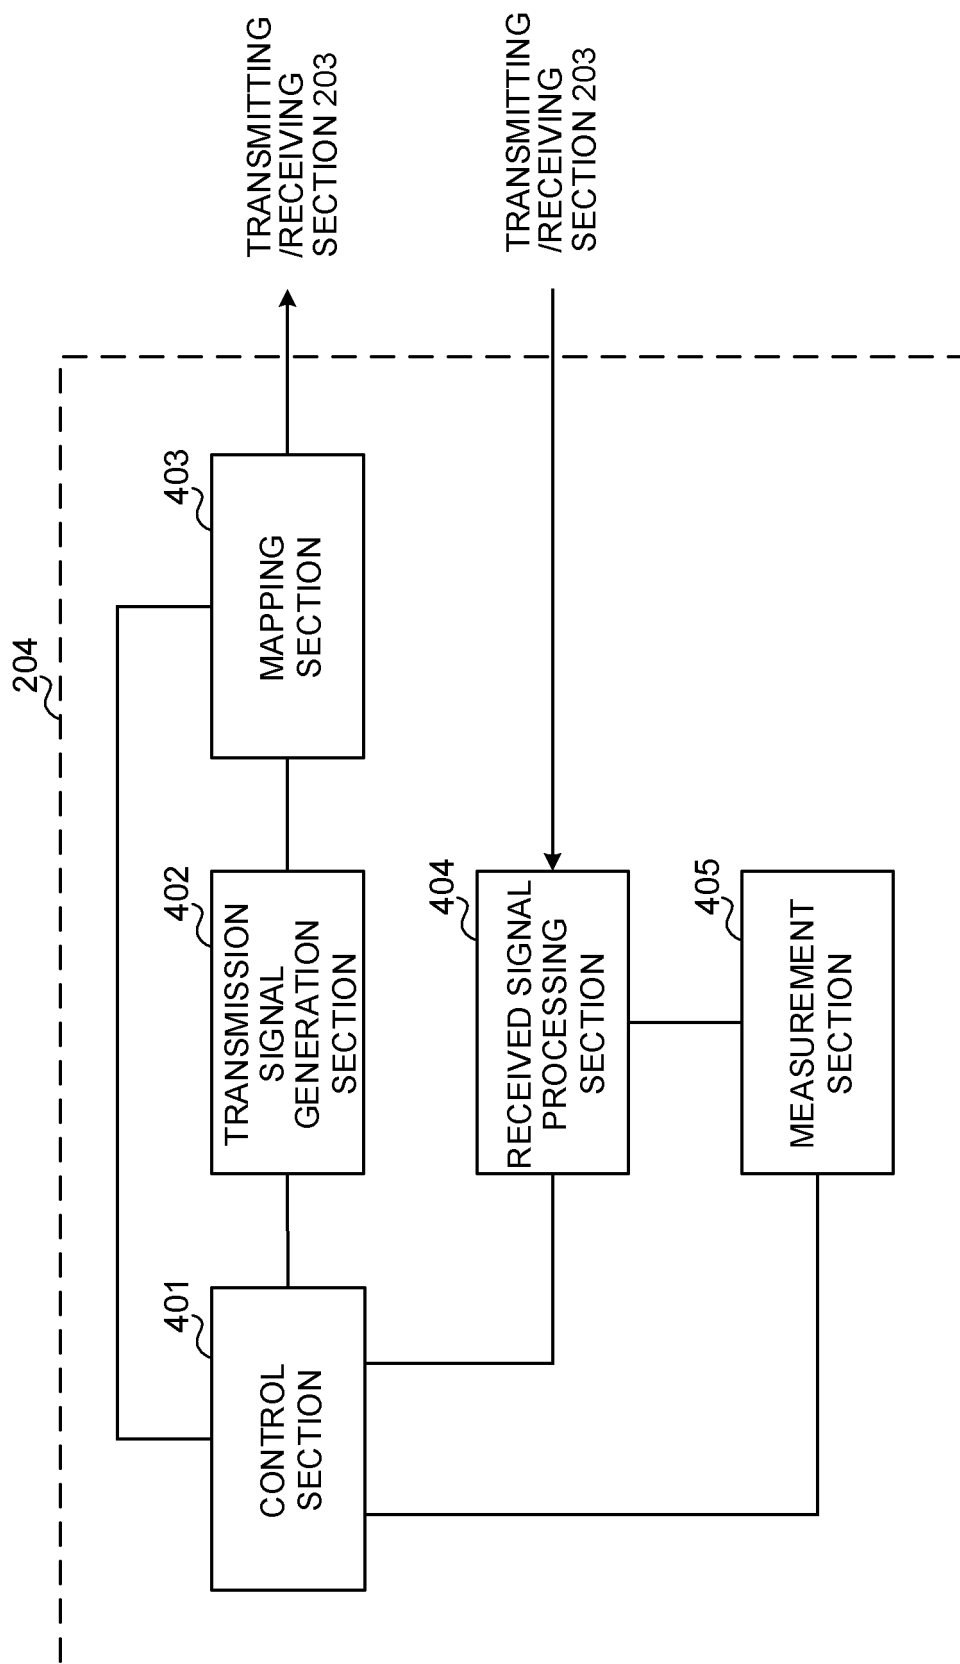 204
401
CONTROL
SECTION
402
TRANSMISSION
SIGNAL
GENERATION
SECTION
403
MAPPING
SECTION
TRANSMITTING
/RECEIVING
SECTION 203
404
RECEIVED SIGNAL
PROCESSING
SECTION
TRANSMITTING
/RECEIVING
SECTION 203
405
MEASUREMENT
SECTION